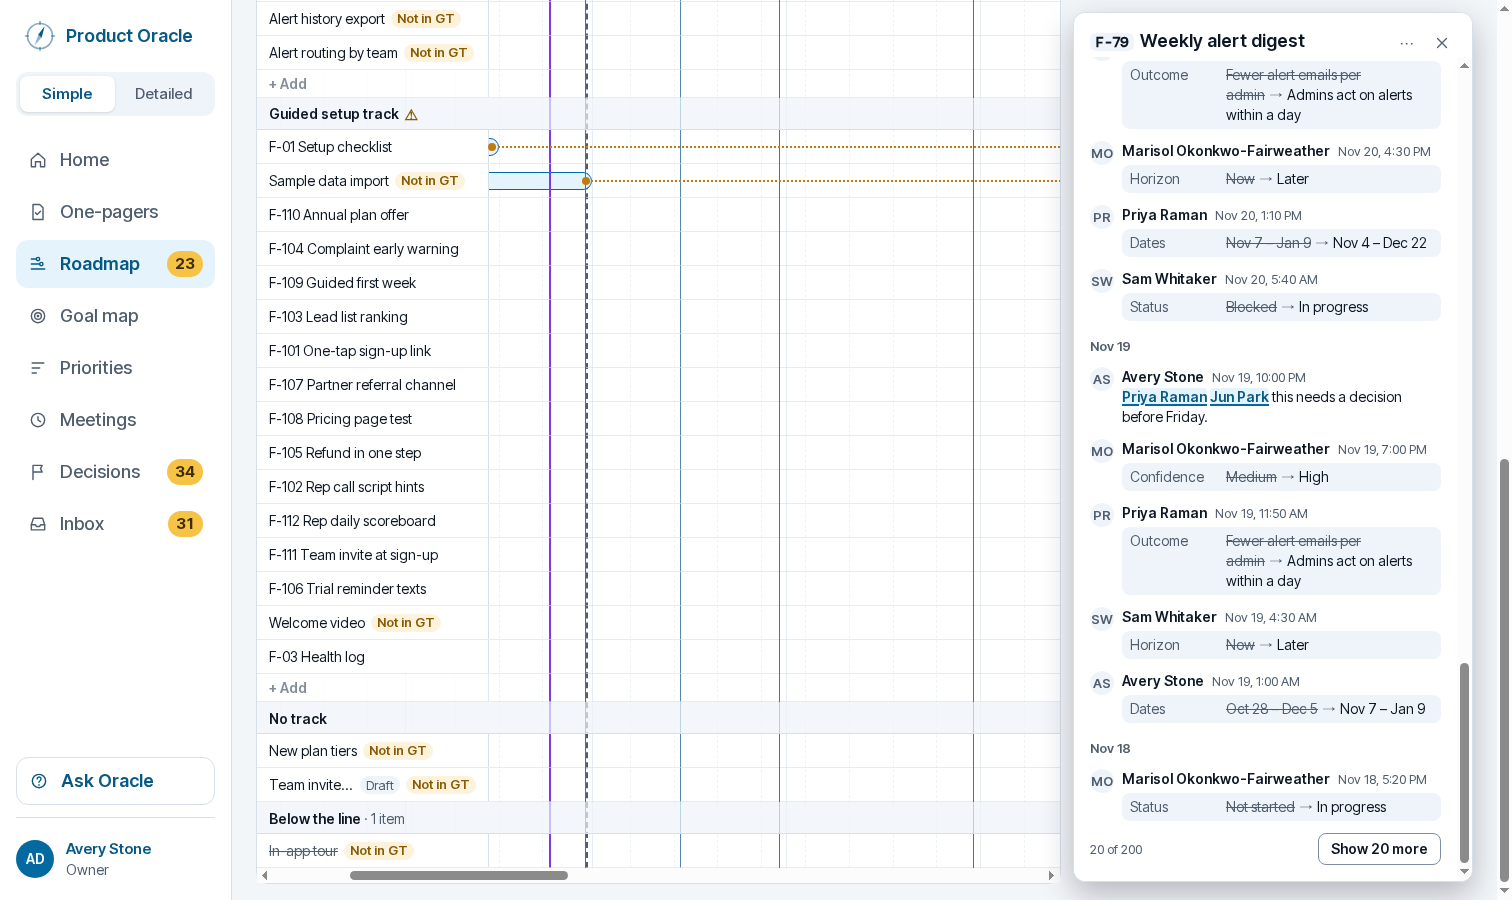 Product Oracle
Simple
Detailed
Home
One-pagers
Roadmap 23
Goal map
Priorities
Meetings
Decisions 34
Inbox 31
Ask Oracle
AD
Avery Stone
Owner
Alert history export Not in GT
Alert routing by team Not in GT
+ Add
Guided setup track
F-01 Setup checklist
Sample data import Not in GT
F-110 Annual plan offer
F-104 Complaint early warning
F-109 Guided first week
F-103 Lead list ranking
F-101 One-tap sign-up link
F-107 Partner referral channel
F-108 Pricing page test
F-105 Refund in one step
F-102 Rep call script hints
F-112 Rep daily scoreboard
F-111 Team invite at sign-up
F-106 Trial reminder texts
Welcome video Not in GT
F-03 Health log
+ Add
No track
New plan tiers Not in GT
Team invite... Draft Not in GT
Below the line · 1 item
In-app tour Not in GT
F-79 Weekly alert digest
Outcome Fewer alert emails per
admin → Admins act on alerts
within a day
MO Marisol Okonkwo-Fairweather Nov 20, 4:30 PM
Horizon Now → Later
PR Priya Raman Nov 20, 1:10 PM
Dates Nov 7 – Jan 9 → Nov 4 – Dec 22
SW Sam Whitaker Nov 20, 5:40 AM
Status Blocked → In progress
Nov 19
AS Avery Stone Nov 19, 10:00 PM
Priya Raman Jun Park this needs a decision
before Friday.
MO Marisol Okonkwo-Fairweather Nov 19, 7:00 PM
Confidence Medium → High
PR Priya Raman Nov 19, 11:50 AM
Outcome Fewer alert emails per
admin → Admins act on alerts
within a day
SW Sam Whitaker Nov 19, 4:30 AM
Horizon Now → Later
AS Avery Stone Nov 19, 1:00 AM
Dates Oct 28 – Dec 5 → Nov 7 – Jan 9
Nov 18
MO Marisol Okonkwo-Fairweather Nov 18, 5:20 PM
Status Not started → In progress
20 of 200
Show 20 more